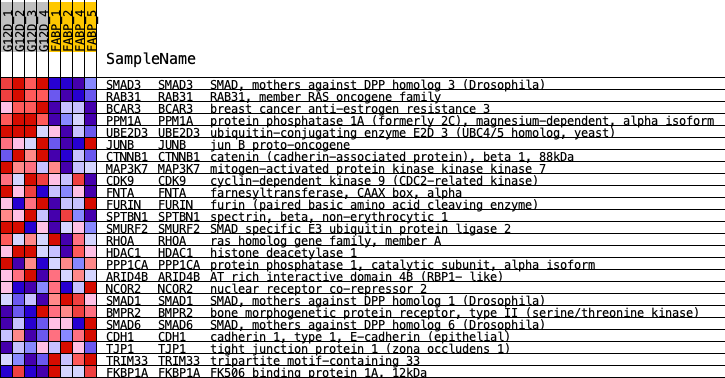 G12D_1
G12D_2
G12D_3
G12D_4
FABP_1
FABP_2
FABP_4
FABP_5
SampleName
SMAD3 SMAD3 SMAD, mothers against DPP homolog 3 (Drosophila)
RAB31 RAB31 RAB31, member RAS oncogene family
BCAR3 BCAR3 breast cancer anti-estrogen resistance 3
PPM1A PPM1A protein phosphatase 1A (formerly 2C), magnesium-dependent, alpha isoform
UBE2D3 UBE2D3 ubiquitin-conjugating enzyme E2D 3 (UBC4/5 homolog, yeast)
JUNB JUNB jun B proto-oncogene
CTNNB1 CTNNB1 catenin (cadherin-associated protein), beta 1, 88kDa
MAP3K7 MAP3K7 mitogen-activated protein kinase kinase kinase 7
CDK9 CDK9 cyclin-dependent kinase 9 (CDC2-related kinase)
FNTA FNTA farnesyltransferase, CAAX box, alpha
FURIN FURIN furin (paired basic amino acid cleaving enzyme)
SPTBN1 SPTBN1 spectrin, beta, non-erythrocytic 1
SMURF2 SMURF2 SMAD specific E3 ubiquitin protein ligase 2
RHOA RHOA ras homolog gene family, member A
HDAC1 HDAC1 histone deacetylase 1
PPP1CA PPP1CA protein phosphatase 1, catalytic subunit, alpha isoform
ARID4B ARID4B AT rich interactive domain 4B (RBP1- like)
NCOR2 NCOR2 nuclear receptor co-repressor 2
SMAD1 SMAD1 SMAD, mothers against DPP homolog 1 (Drosophila)
BMPR2 BMPR2 bone morphogenetic protein receptor, type II (serine/threonine kinase)
SMAD6 SMAD6 SMAD, mothers against DPP homolog 6 (Drosophila)
CDH1 CDH1 cadherin 1, type 1, E-cadherin (epithelial)
TJP1 TJP1 tight junction protein 1 (zona occludens 1)
TRIM33 TRIM33 tripartite motif-containing 33
FKBP1A FKBP1A FK506 binding protein 1A, 12kDa